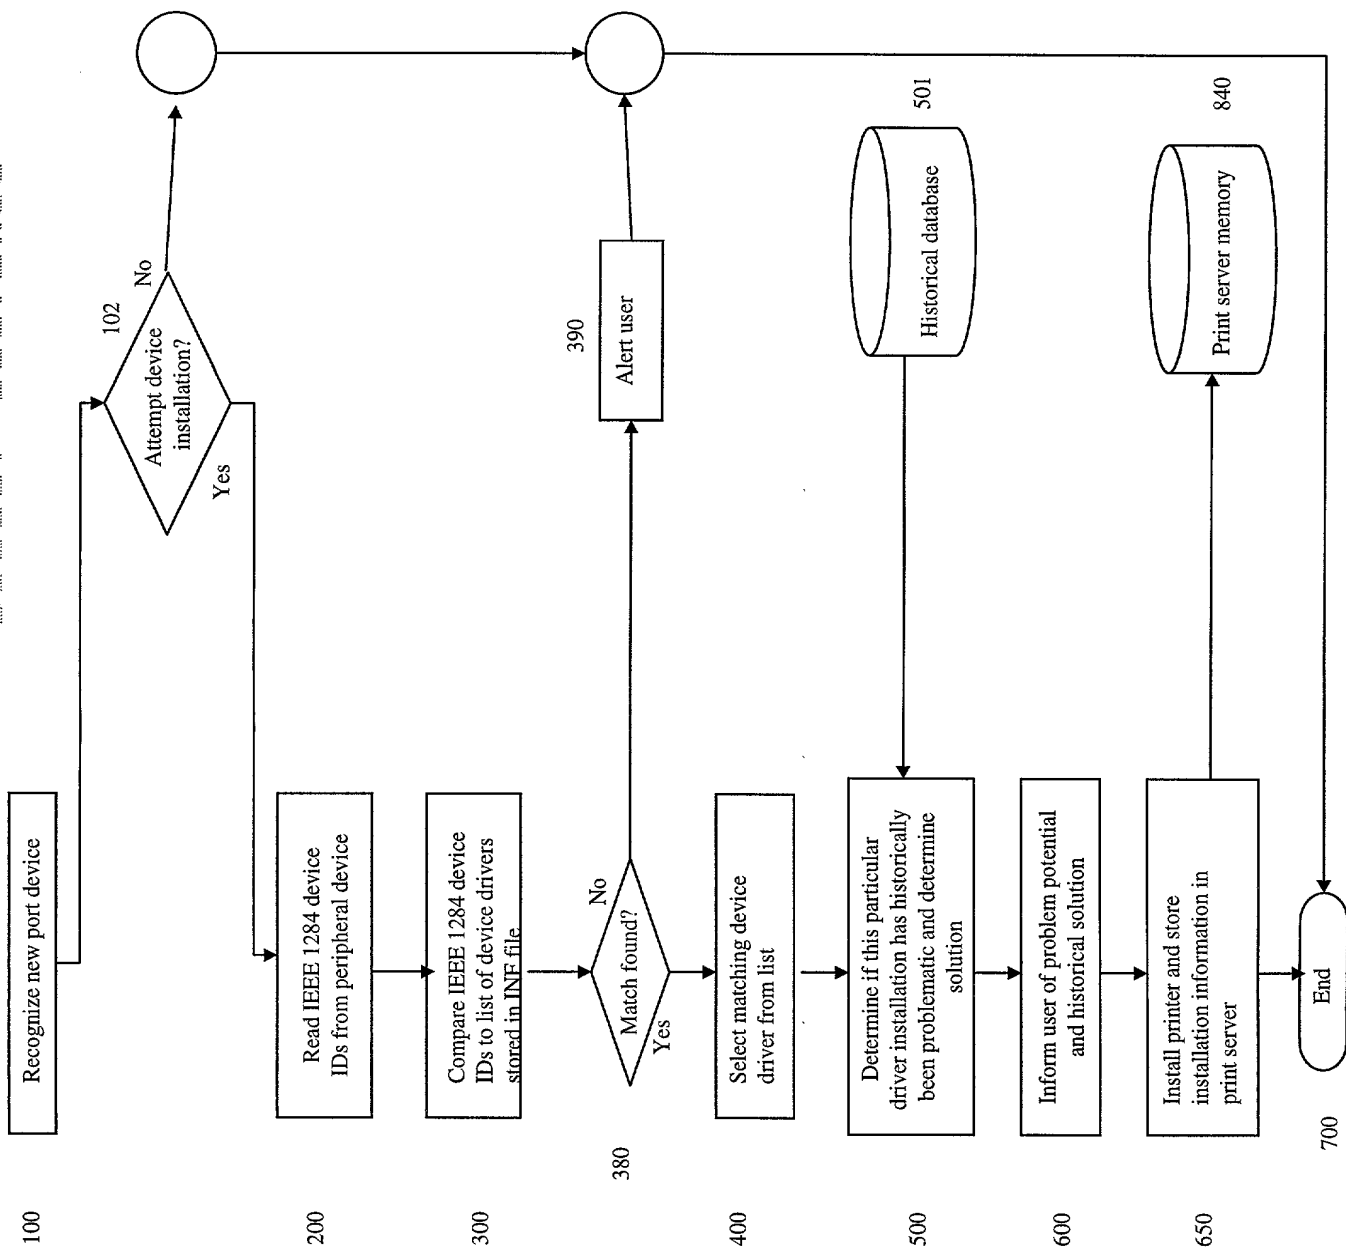 100
Recognize new port device
102
Attempt device
installation?
No
Yes
200
Read IEEE 1284 device
IDs from peripheral device
300
Compare IEEE 1284 device
IDs to list of device drivers
stored in INF file
380
Match found?
No
Yes
390
Alert user
400
Select matching device
driver from list
500
Determine if this particular
driver installation has historically
been problematic and determine
solution
501
Historical database
600
Inform user of problem potential
and historical solution
650
Install printer and store
installation information in
print server
840
Print server memory
700
End